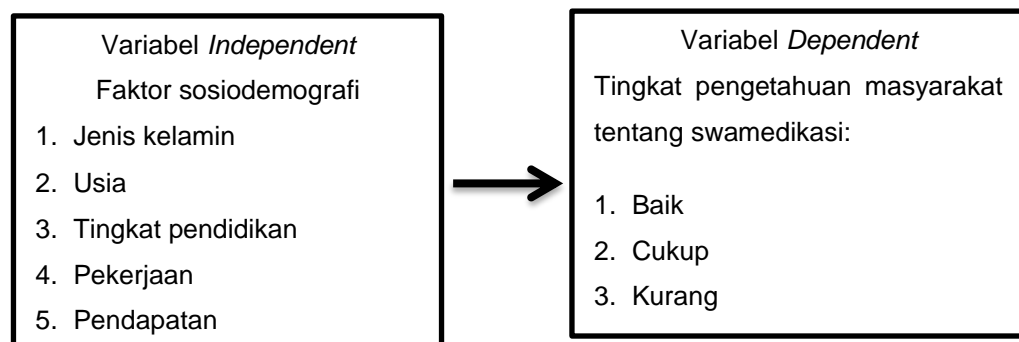 Variabel Independent
Faktor sosiodemografi
1. Jenis kelamin
2. Usia
3. Tingkat pendidikan
4. Pekerjaan
5. Pendapatan
Variabel Dependent
Tingkat pengetahuan masyarakat
tentang swamedikasi:
1. Baik
2. Cukup
3. Kurang